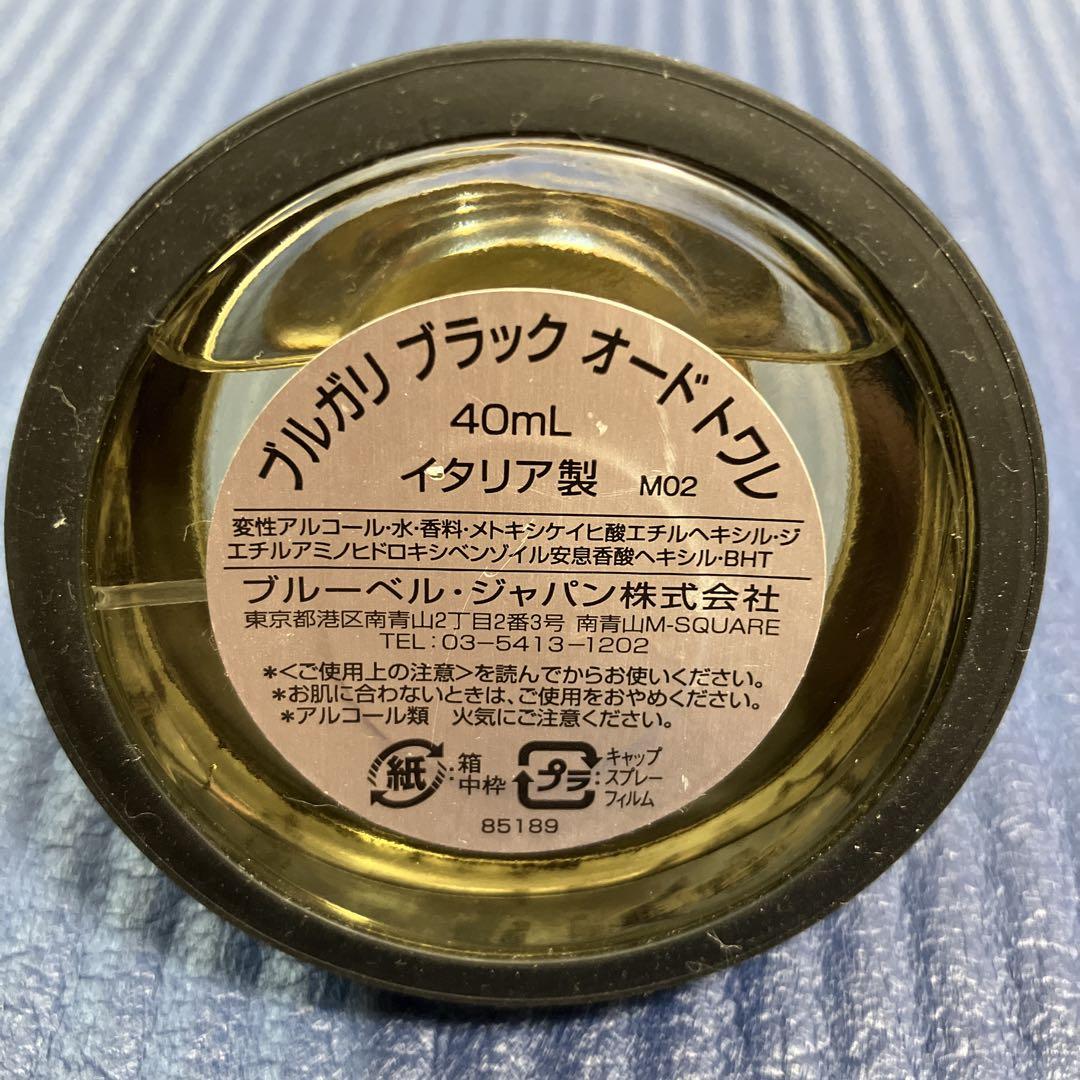 ブルガリ ブラック オードトワレ
40mL
イタリア製 M02
変性アルコール・水・香料・メトキシケイヒ酸エチルヘキシル・ジ
エチルアミノヒドロキシベンゾイル安息香酸ヘキシル・BHT
ブルーベル・ジャパン株式会社
東京都港区南青山2丁目2番3号 南青山M-SQUARE
TEL:03-5413-1202
*<ご使用上の注意>を読んでからお使いください。
*お肌に合わないときは、ご使用をおやめください。
*アルコール類 火気にご注意ください。
紙:箱
中枠
プラ:キャップ
スプレー
フィルム
85189